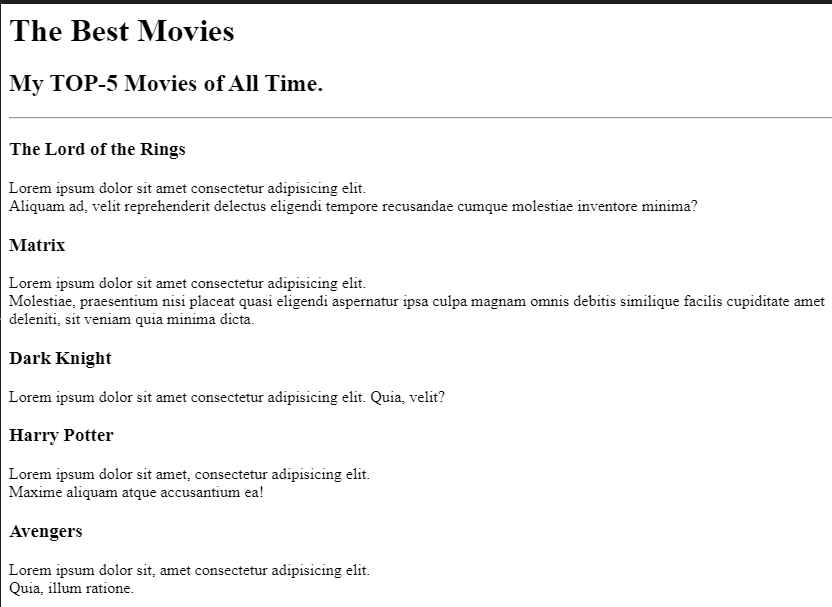 The Best Movies
My TOP-5 Movies of All Time.
The Lord of the Rings
Lorem ipsum dolor sit amet consectetur adipisicing elit.
Aliquam ad, velit reprehenderit delectus eligendi tempore recusandae cumque molestiae inventore minima?
Matrix
Lorem ipsum dolor sit amet consectetur adipisicing elit.
Molestiae, praesentium nisi placeat quasi eligendi aspernatur ipsa culpa magnam omnis debitis similique facilis cupiditate amet
deleniti, sit veniam quia minima dicta.
Dark Knight
Lorem ipsum dolor sit amet consectetur adipisicing elit. Quia, velit?
Harry Potter
Lorem ipsum dolor sit amet, consectetur adipisicing elit.
Maxime aliquam atque accusantium ea!
Avengers
Lorem ipsum dolor sit, amet consectetur adipisicing elit.
Quia, illum ratione.